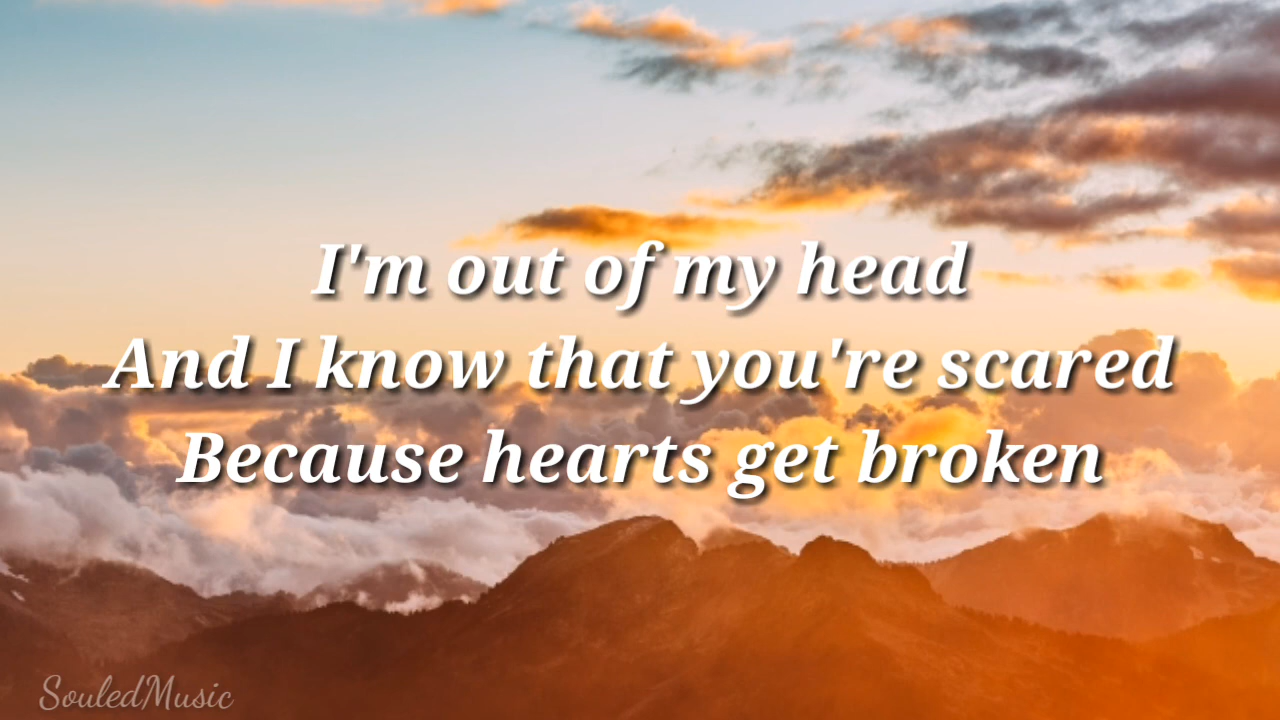 I'm out of my head
And I know that you're scared
Because hearts get broken
SouledMusic